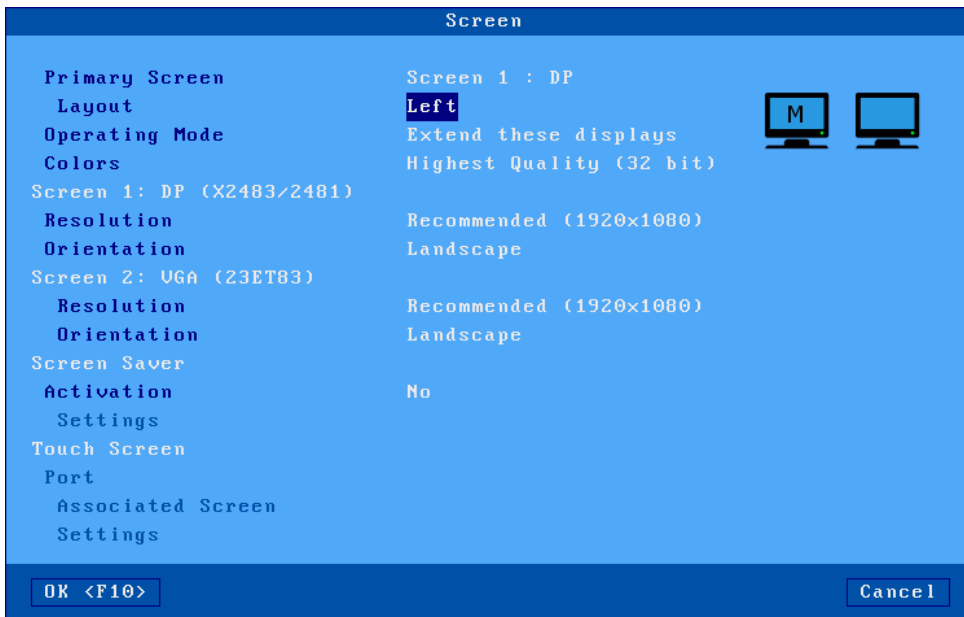 Screen
Primary Screen Screen 1 : DP
Layout Left
M
Operating Mode Extend these displays
Colors Highest Quality (32 bit)
Screen 1: DP (X2483/2481)
Resolution Recommended (1920x1080)
Orientation Landscape
Screen 2: VGA (23ET83)
Resolution Recommended (1920x1080)
Orientation Landscape
Screen Saver
Activation No
Settings
Touch Screen
Port
Associated Screen
Settings
OK <F10> Cancel